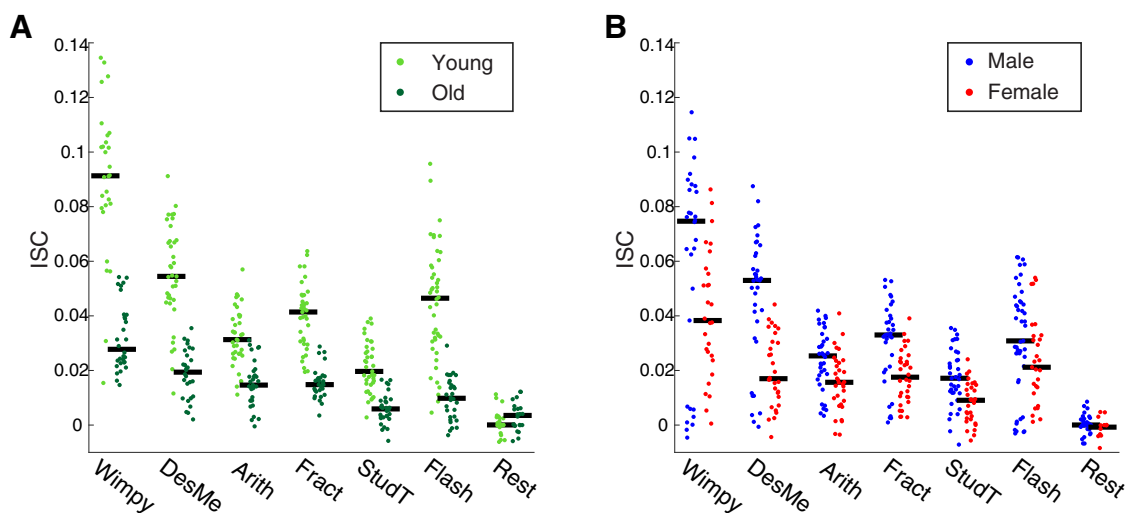 A
0.14
0.12
0.1
0.08
0.06
0.04
0.02
0
ISC
Young
Old
Wimpy
DesMe
Arith
Fract
StudT
Flash
Rest
B
0.14
0.12
0.1
0.08
0.06
0.04
0.02
0
ISC
Male
Female
Wimpy
DesMe
Arith
Fract
StudT
Flash
Rest